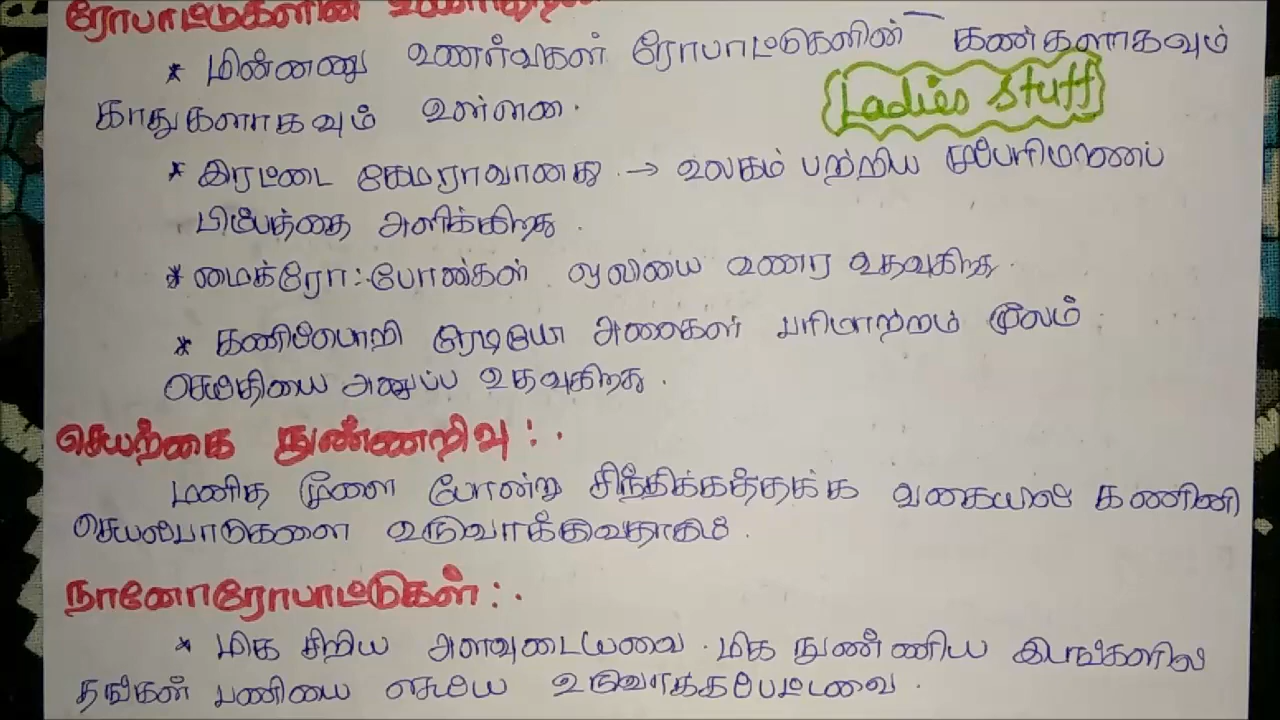 ரோபாட்டுகளின்
* மின்னணு உணர்வுகள் ரோபாட்டுகளின் கண்களாகவும்
Ladies Stuff
காதுகளாகவும் உள்ளன.
* இரட்டை கேமராவானது → உலகம் பற்றிய முப்பரிமாணப்
பிம்பத்தை அளிக்கிறது.
* மைக்ரோஃபோன்கள் ஒலியை உணர உதவுகிறது.
* கணிப்பொறி ரேடியோ அலைகள் பரிமாற்றம் மூலம்
செய்தியை அனுப்ப உதவுகிறது.
செயற்கை நுண்ணறிவு:.
மனித மூளை போன்று சிந்திக்கத்தக்க வகையில் கணினி
செயல்பாடுகளை உருவாக்குவதாகும்.
நானோரோபாட்டுகள்:.
* மிக சிறிய அளவுடையவை. மிக நுண்ணிய இடங்களில்
தங்கள் பணியை செய்ய உருவாக்கப்பட்டவை.